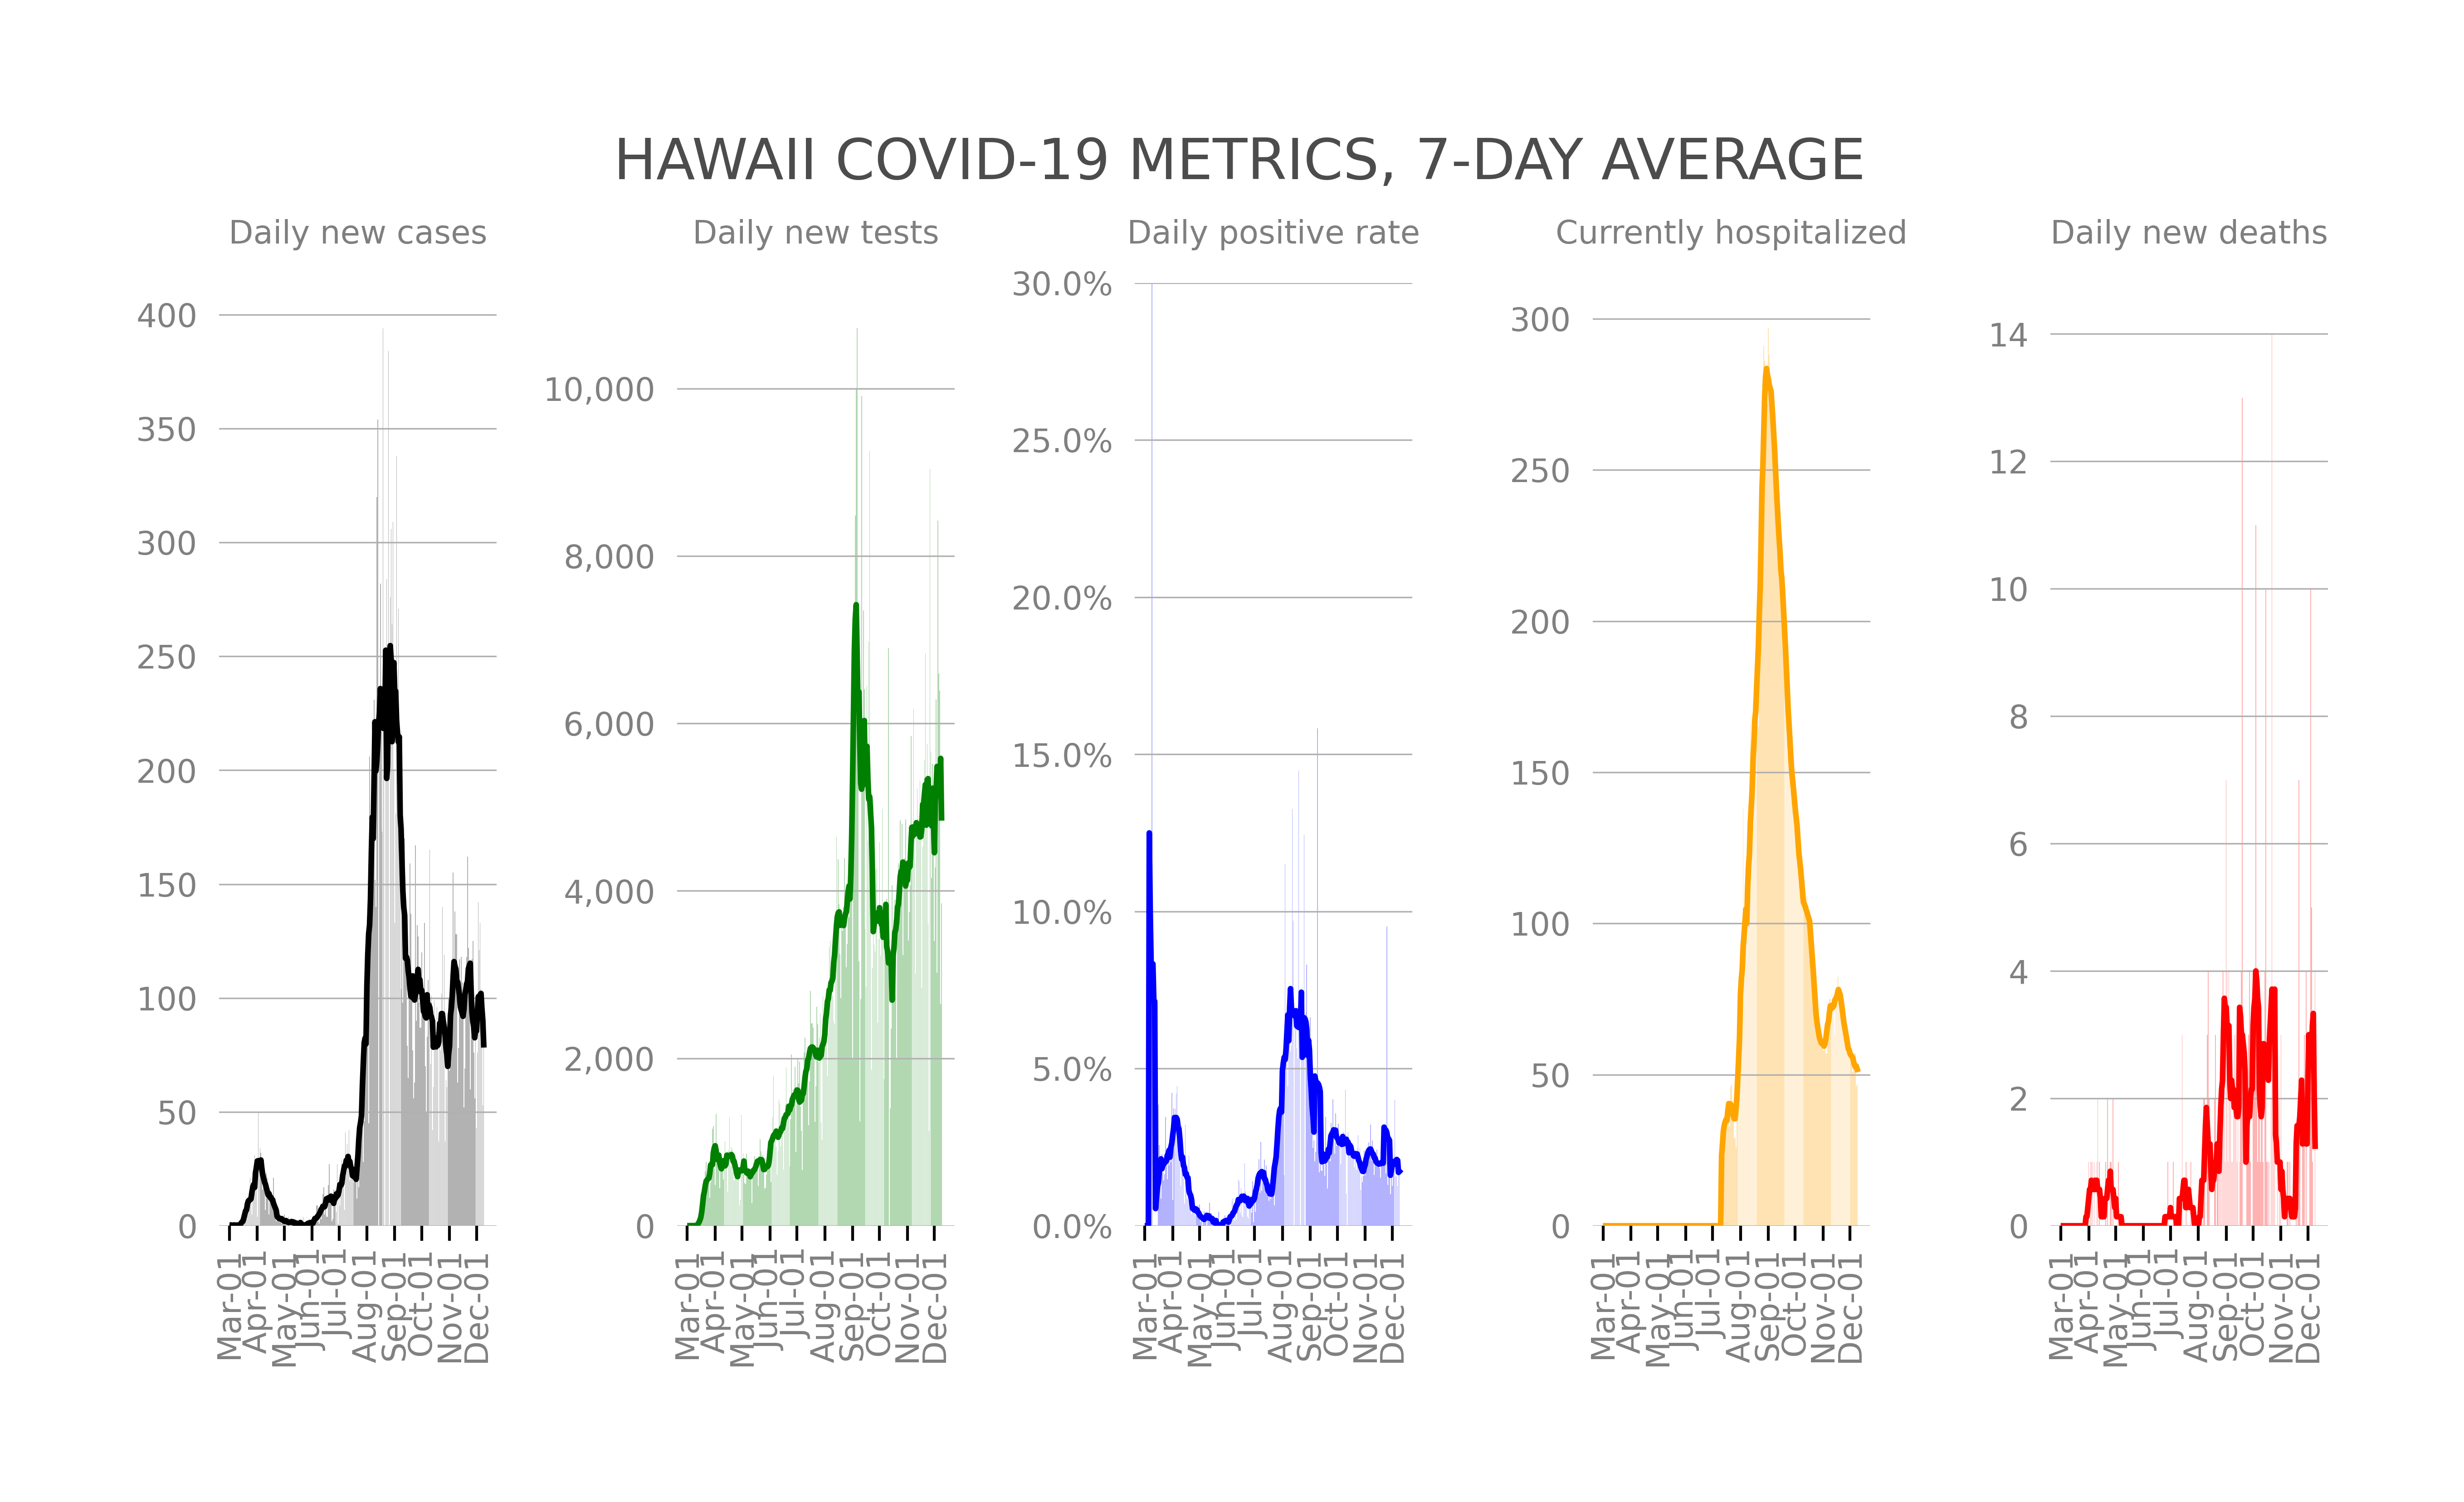 HAWAII COVID-19 METRICS, 7-DAY AVERAGE
Daily new cases
400
350
300
250
200
150
100
50
0
Mar-01
Apr-01
May-01
Jun-01
Jul-01
Aug-01
Sep-01
Oct-01
Nov-01
Dec-01
Daily new tests
10,000
8,000
6,000
4,000
2,000
0
Mar-01
Apr-01
May-01
Jun-01
Jul-01
Aug-01
Sep-01
Oct-01
Nov-01
Dec-01
Daily positive rate
30.0%
25.0%
20.0%
15.0%
10.0%
5.0%
0.0%
Mar-01
Apr-01
May-01
Jun-01
Jul-01
Aug-01
Sep-01
Oct-01
Nov-01
Dec-01
Currently hospitalized
300
250
200
150
100
50
0
Mar-01
Apr-01
May-01
Jun-01
Jul-01
Aug-01
Sep-01
Oct-01
Nov-01
Dec-01
Daily new deaths
14
12
10
8
6
4
2
0
Mar-01
Apr-01
May-01
Jun-01
Jul-01
Aug-01
Sep-01
Oct-01
Nov-01
Dec-01